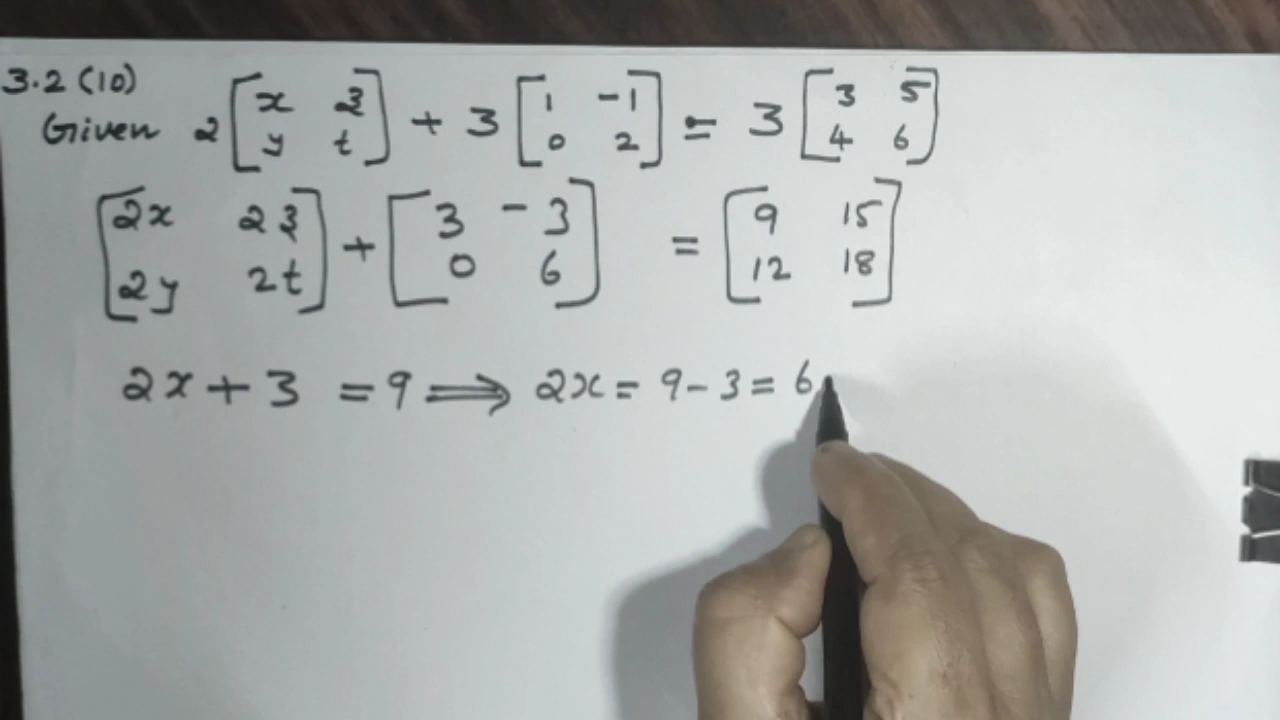 3.2 (10)
Given 2 [x z; y t] + 3 [1 -1; 0 2] = 3 [3 5; 4 6]
[2x 2z; 2y 2t] + [3 -3; 0 6] = [9 15; 12 18]
2x + 3 = 9 ⟹ 2x = 9 - 3 = 6